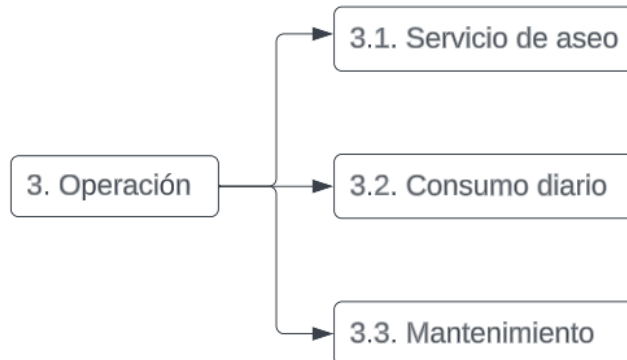 3.1. Servicio de aseo
3. Operación
3.2. Consumo diario
3.3. Mantenimiento